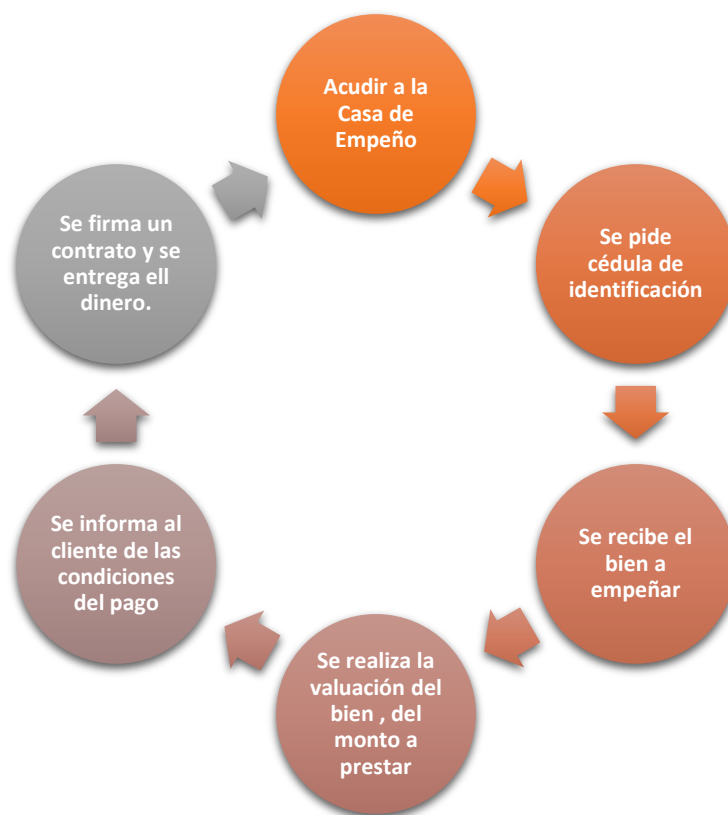 Acudir a la
Casa de
Empeño
Se pide
cédula de
identificación
Se recibe el
bien a
empeñar
Se realiza la
valuación del
bien , del
monto a
prestar
Se informa al
cliente de las
condiciones
del pago
Se firma un
contrato y se
entrega ell
dinero.